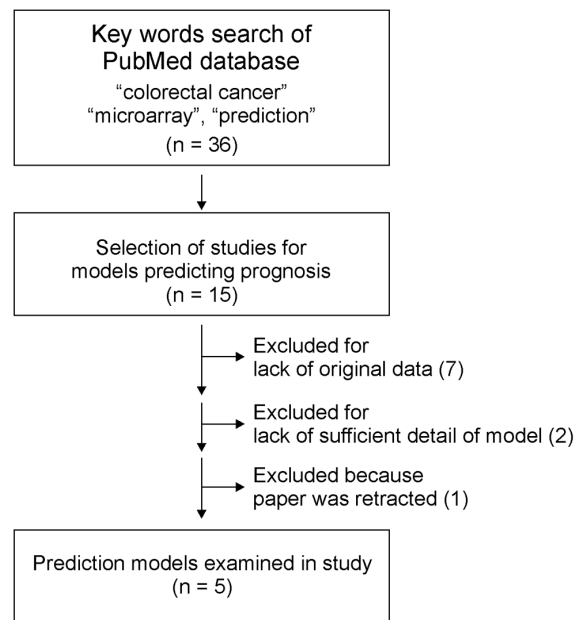 Key words search of
PubMed database
“colorectal cancer”
“microarray”, “prediction”
(n = 36)
Selection of studies for
models predicting prognosis
(n = 15)
Excluded for
lack of original data (7)
Excluded for
lack of sufficient detail of model (2)
Excluded because
paper was retracted (1)
Prediction models examined in study
(n = 5)